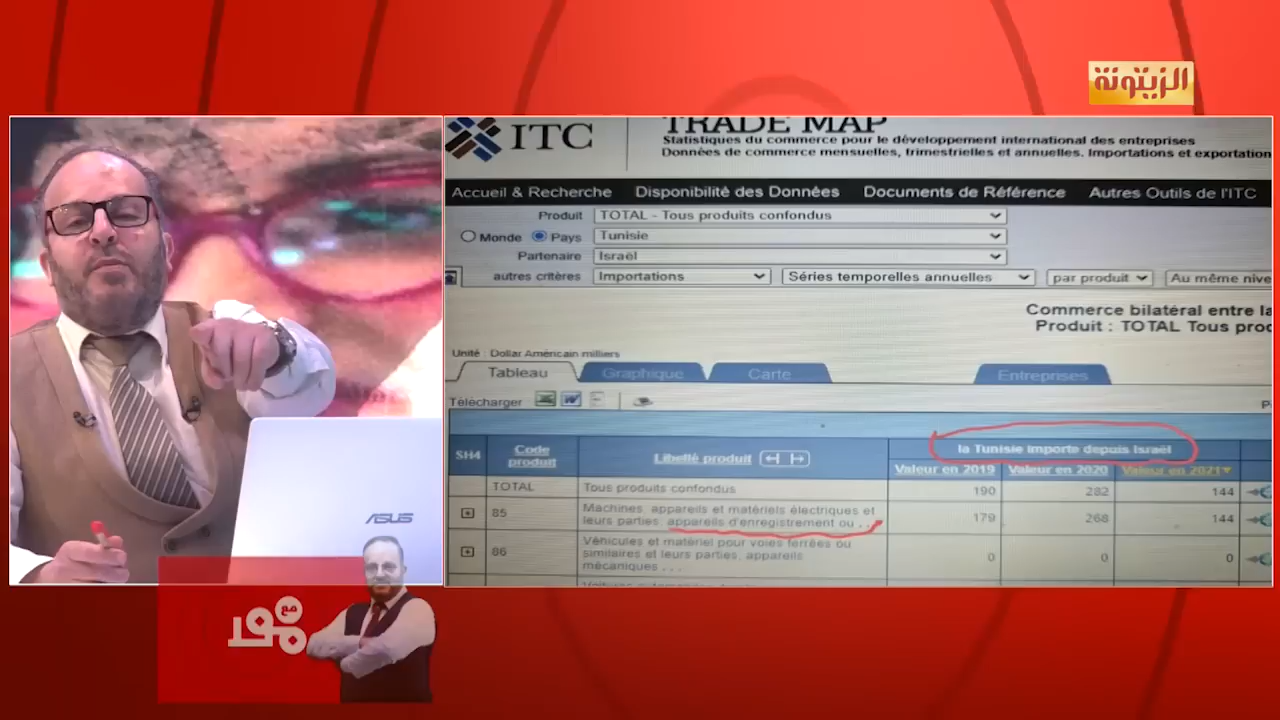 الزيتونة
ITC
TRADE MAP
Statistiques du commerce pour le développement international des entreprises
Données de commerce mensuelles, trimestrielles et annuelles. Importations et exportation
Accueil & Recherche Disponibilité des Données Documents de Référence Autres Outils de l'ITC
Produit TOTAL - Tous produits confondus
Monde Pays Tunisie
Partenaire Israël
autres critères Importations Séries temporelles annuelles par produit Au même nive
Commerce bilatéral entre la
Produit : TOTAL Tous prod
Unité : Dollar Américain milliers
Tableau Graphique Carte Entreprises
Télécharger
SH4 Code produit Libellé produit la Tunisie importe depuis Israël
Valeur en 2019 Valeur en 2020 Valeur en 2021
TOTAL Tous produits confondus 190 282 144
85 Machines, appareils et matériels électriques et
leurs parties, appareils d'enregistrement ou ... 179 268 144
86 Véhicules et matériel pour voies ferrées ou
similaires et leurs parties, appareils
mécaniques ... 0 0 0
ASUS
مع